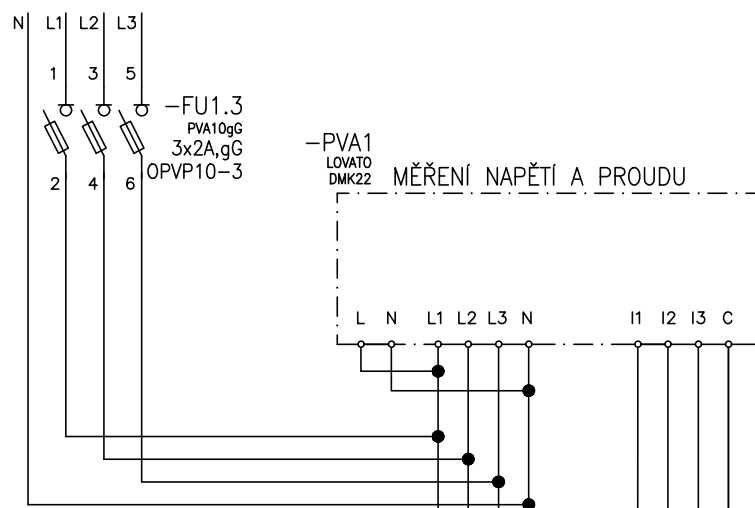 N L1 L2 L3
1 3 5
-FU1.3
PVA10gG
3x2A,gG
OPVP10-3
2 4 6
-PVA1
LOVATO
DMK22
MĚŘENÍ NAPĚTÍ A PROUDU
L N L1 L2 L3 N I1 I2 I3 C